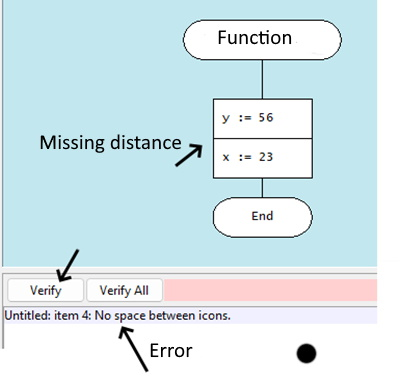 Function
y := 56
Missing distance
x := 23
End
Verify
Verify All
Untitled: item 4: No space between icons.
Error